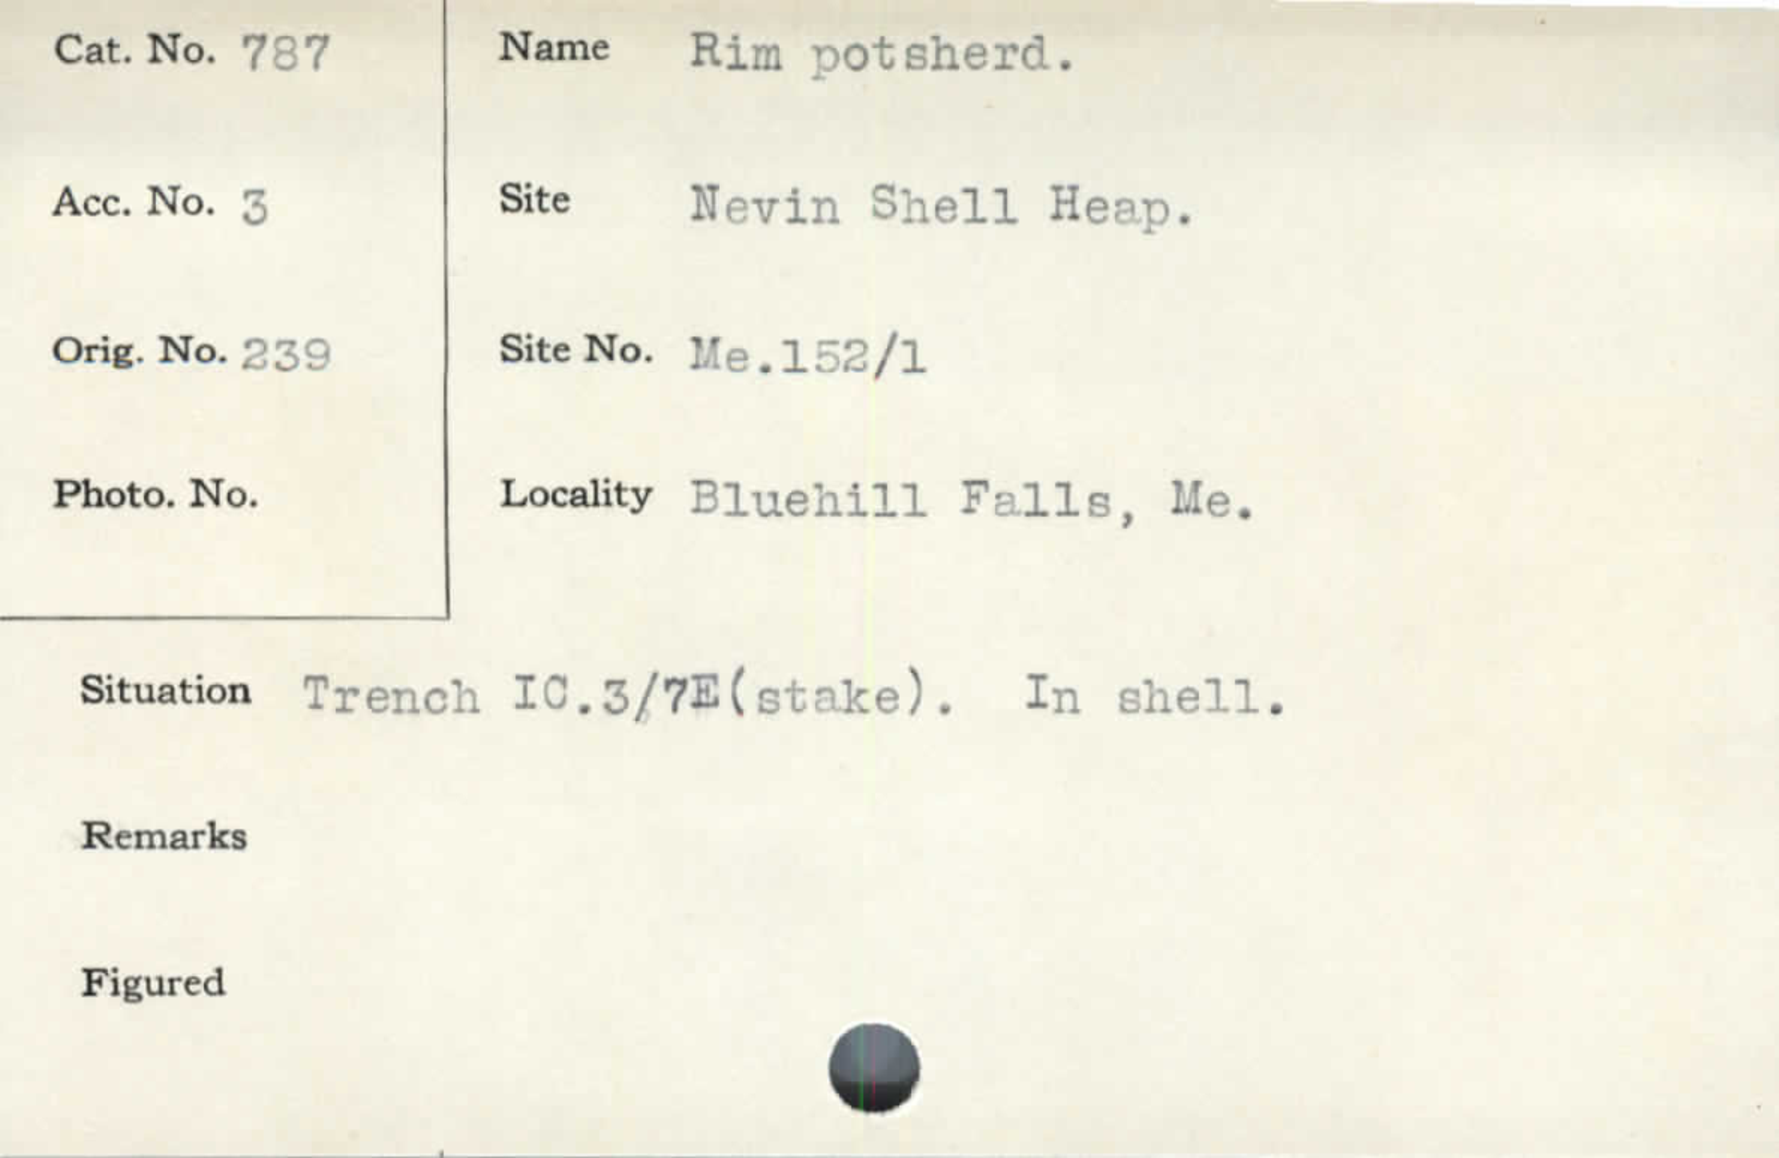 Cat. No. 787
Acc. No. 3
Orig. No. 239
Photo. No.
Name Rim potsherd.
Site Nevin Shell Heap.
Site No. Me.152/1
Locality Bluehill Falls, Me.
Situation Trench IC.3/7E(stake). In shell.
Remarks
Figured